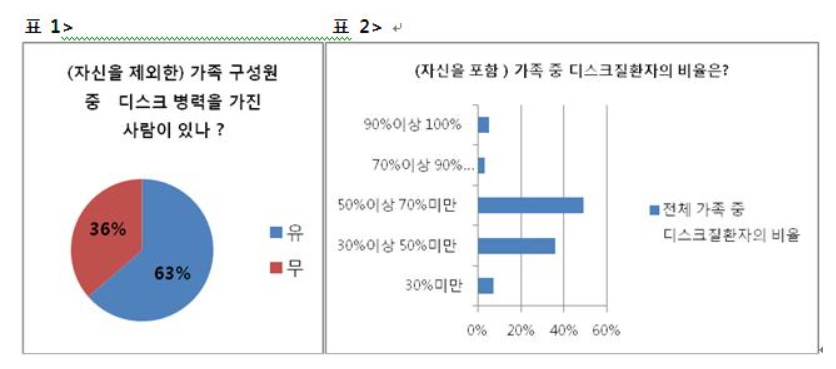 표 1>
표 2>
(자신을 제외한) 가족 구성원
중 디스크 병력을 가진
사람이 있나 ?
36%
63%
유
무
(자신을 포함 ) 가족 중 디스크질환자의 비율은?
90%이상 100%
70%이상 90%...
50%이상 70%미만
30%이상 50%미만
30%미만
0% 20% 40% 60%
전체 가족 중
디스크질환자의 비율